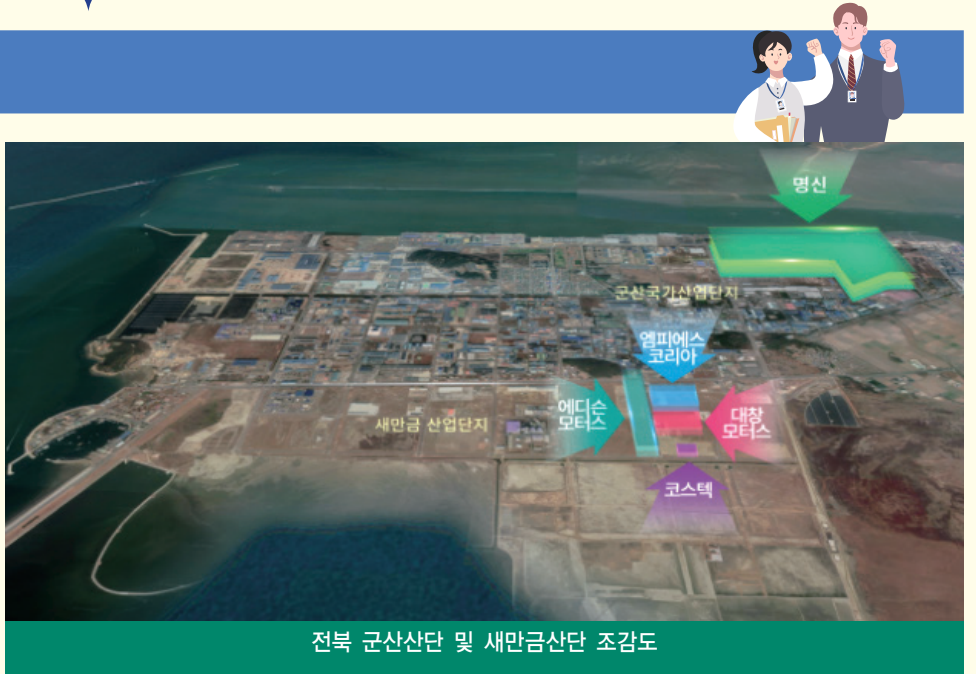 명신
군산국가산업단지
엠피에스
코리아
에디슨
모터스
대창
모터스
새만금 산업단지
코스텍
전북 군산산단 및 새만금산단 조감도